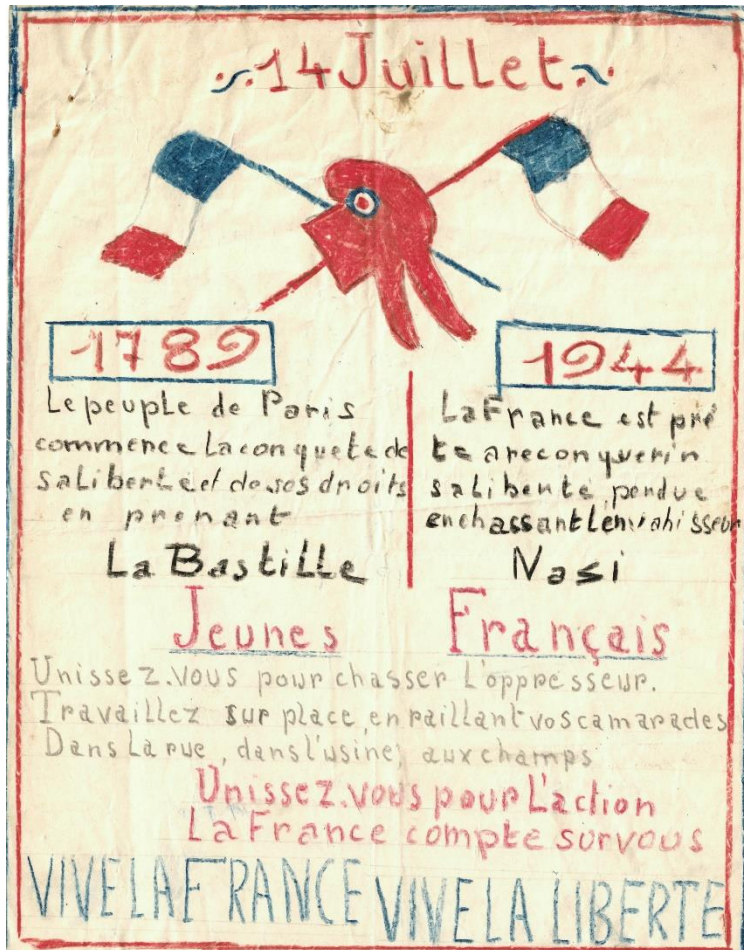 14 Juillet
1789
Le peuple de Paris
commence la conquete de
sa liberte et de ses droits
en prenant
La Bastille
1944
La France est pré
te a reconquerir
sa liberté perdue
en chassant l'envahisseur
Nasi
Jeunes Français
Unissez.vous pour chasser l'oppresseur.
Travaillez sur place, en raillant vos camarades
Dans la rue, dans l'usine, aux champs
Unissez.vous pour l'action
La France compte sur vous
VIVE LA FRANCE VIVE LA LIBERTE